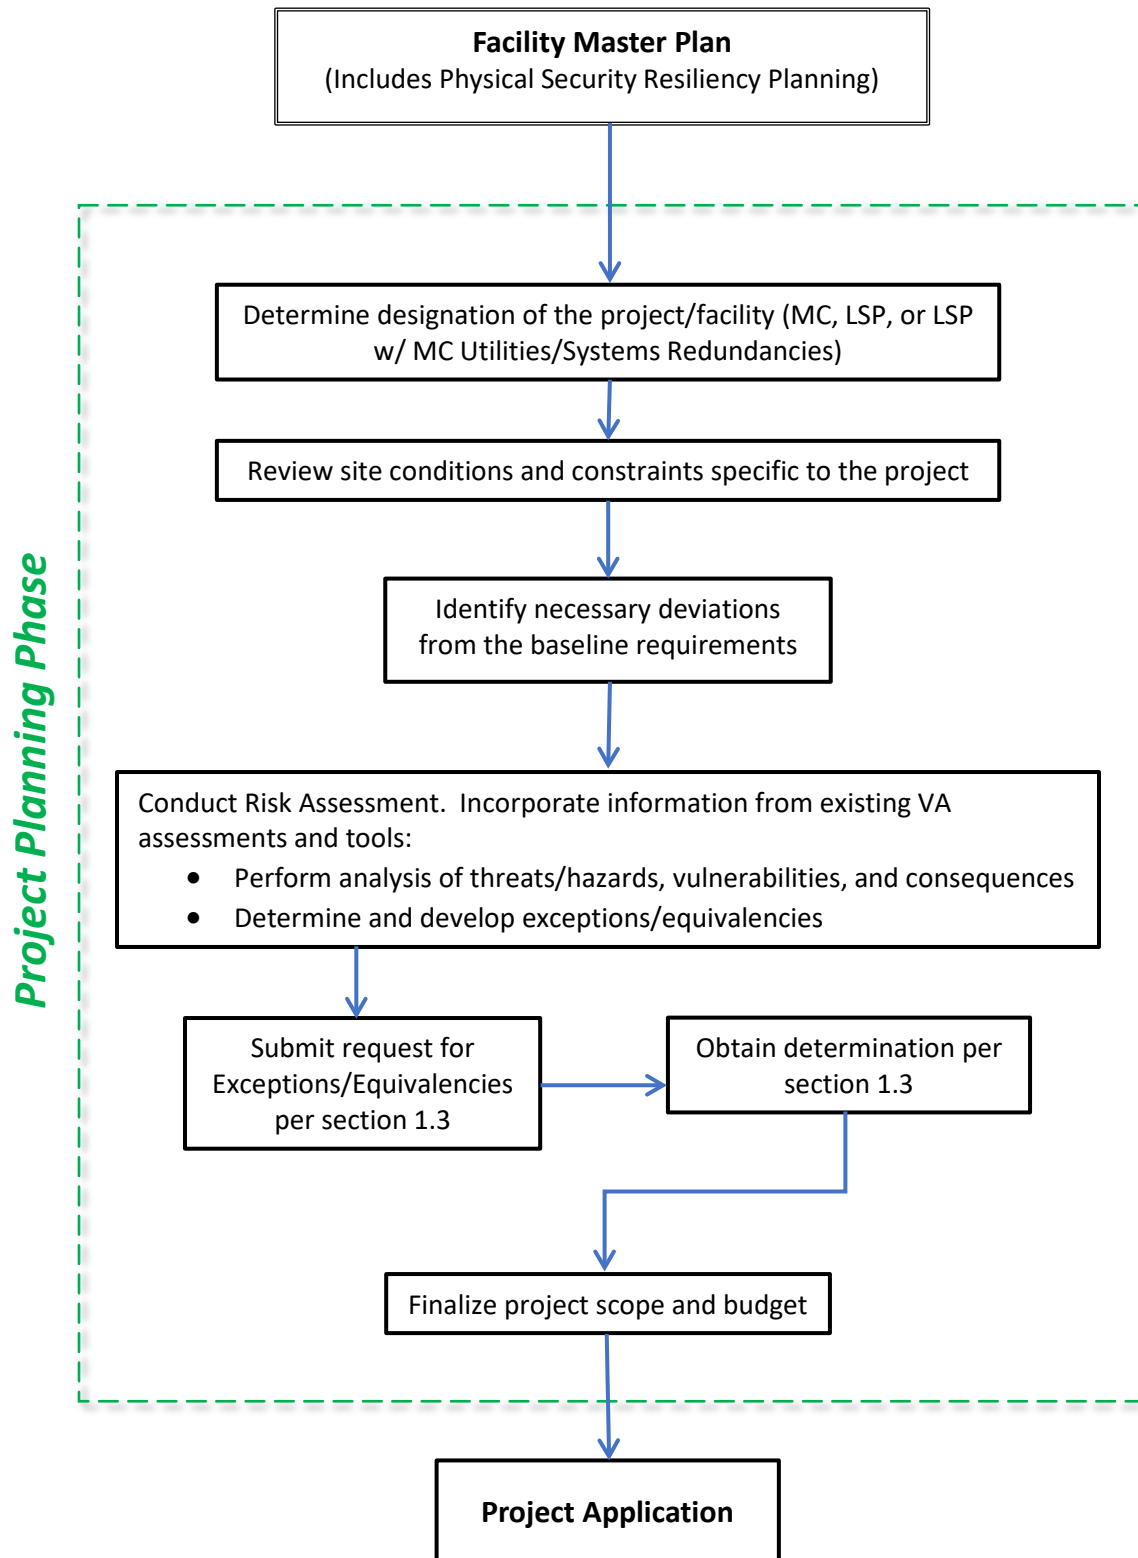 Facility Master Plan
(Includes Physical Security Resiliency Planning)
Project Planning Phase
Determine designation of the project/facility (MC, LSP, or LSP
w/ MC Utilities/Systems Redundancies)
Review site conditions and constraints specific to the project
Identify necessary deviations
from the baseline requirements
Conduct Risk Assessment.  Incorporate information from existing VA
assessments and tools:
• Perform analysis of threats/hazards, vulnerabilities, and consequences
• Determine and develop exceptions/equivalencies
Submit request for
Exceptions/Equivalencies
per section 1.3
Obtain determination per
section 1.3
Finalize project scope and budget
Project Application